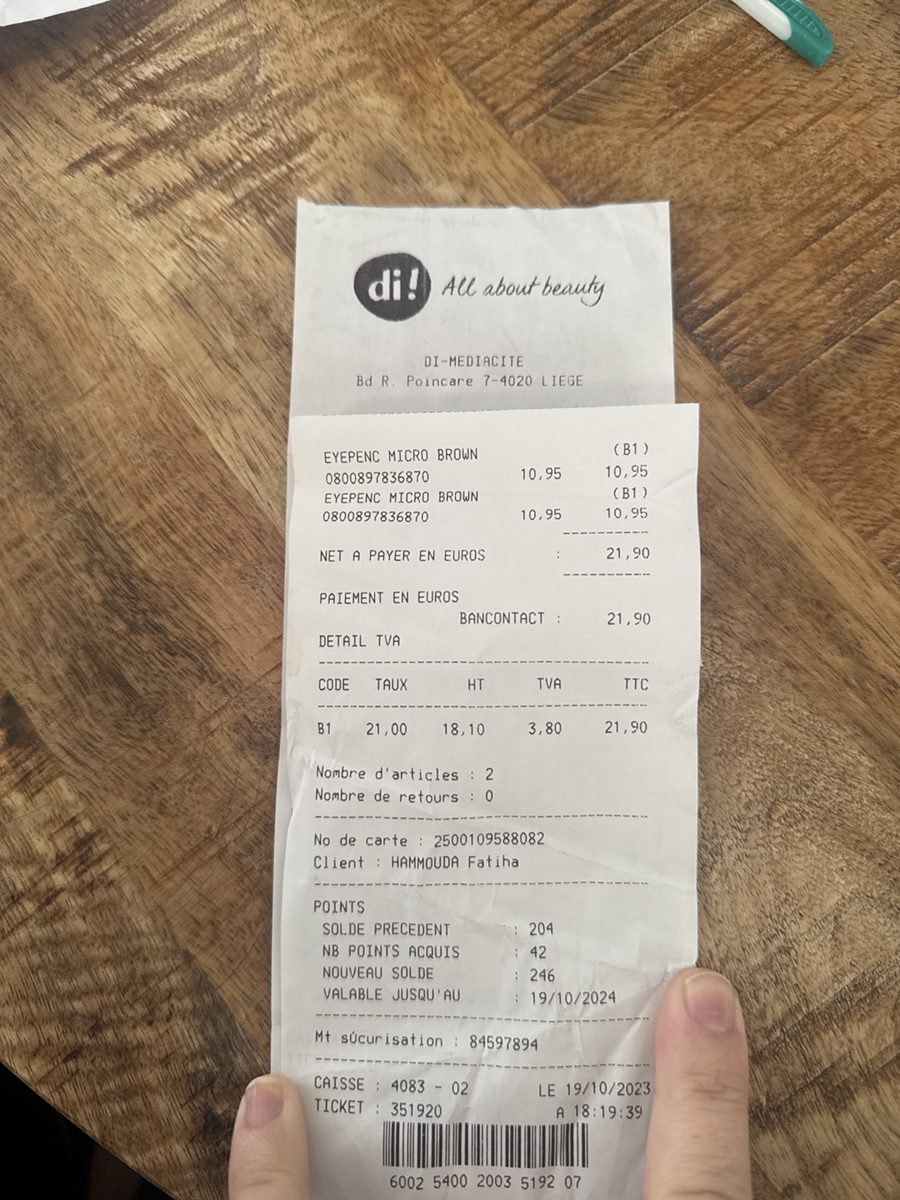 di! All about beauty
DI-MEDIACITE
Bd R. Poincare 7-4020 LIEGE
EYEPENC MICRO BROWN (B1)
0800897836870 10,95 10,95
EYEPENC MICRO BROWN (B1)
0800897836870 10,95 10,95
NET A PAYER EN EUROS : 21,90
PAIEMENT EN EUROS
BANCONTACT : 21,90
DETAIL TVA
CODE TAUX HT TVA TTC
B1 21,00 18,10 3,80 21,90
Nombre d'articles : 2
Nombre de retours : 0
No de carte : 2500109588082
Client : HAMMOUDA Fatiha
POINTS
SOLDE PRECEDENT : 204
NB POINTS ACQUIS : 42
NOUVEAU SOLDE : 246
VALABLE JUSQU'AU : 19/10/2024
Mt súcurisation : 84597894
CAISSE : 4083 - 02 LE 19/10/2023
TICKET : 351920 A 18:19:39
6002 5400 2003 5192 07